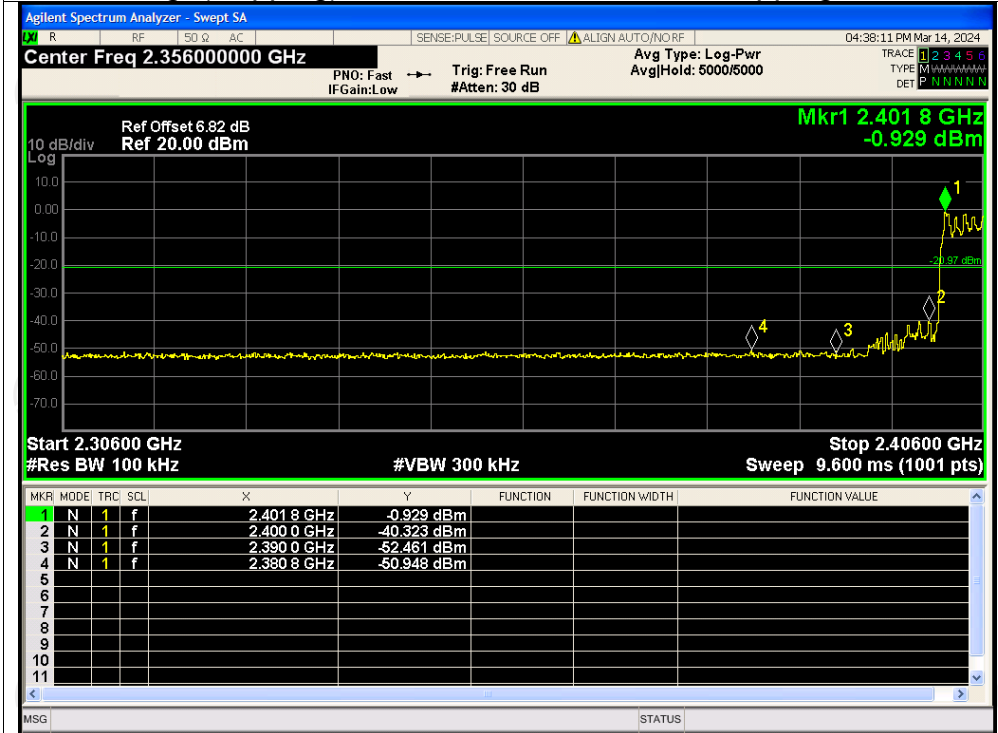 Agilent Spectrum Analyzer - Swept SA
LXI R RF 50 Ω AC SENSE:PULSE SOURCE OFF ALIGN AUTO/NO RF 04:38:11 PM Mar 14, 2024
Center Freq 2.356000000 GHz Avg Type: Log-Pwr TRACE 1 2 3 4 5 6
PNO: Fast Trig: Free Run Avg|Hold: 5000/5000 TYPE M
IFGain:Low #Atten: 30 dB DET P N N N N N
Mkr1 2.401 8 GHz
Ref Offset 6.82 dB
10 dB/div Ref 20.00 dBm -0.929 dBm
Log
10.0
1
0.00
-10.0
-20.0
-20.97 dBm
-30.0
2
-40.0
4 3
-50.0
-60.0
-70.0
Start 2.30600 GHz Stop 2.40600 GHz
#Res BW 100 kHz #VBW 300 kHz Sweep 9.600 ms (1001 pts)
MKR MODE TRC SCL X Y FUNCTION FUNCTION WIDTH FUNCTION VALUE
1 N 1 f 2.401 8 GHz -0.929 dBm
2 N 1 f 2.400 0 GHz -40.323 dBm
3 N 1 f 2.390 0 GHz -52.461 dBm
4 N 1 f 2.380 8 GHz -50.948 dBm
5
6
7
8
9
10
11
MSG STATUS